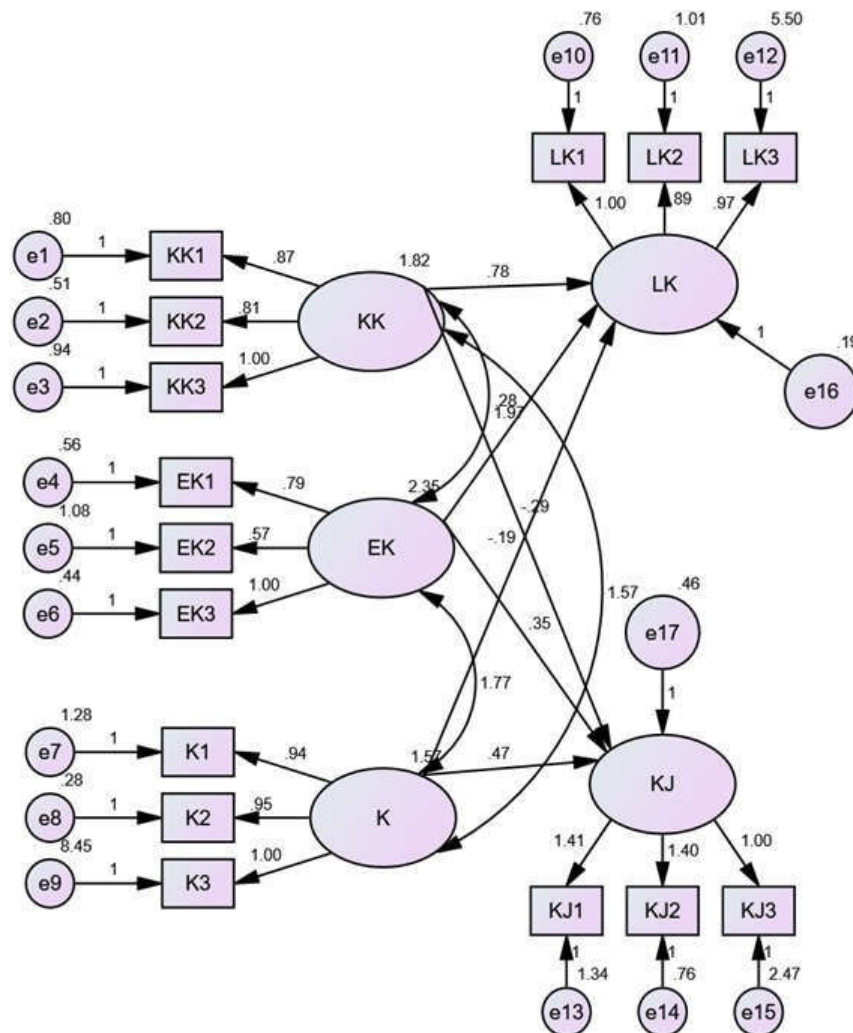 .76 1.01 5.50
e10 e11 e12
1 1 1
LK1 LK2 LK3
1.00 .89 .97
.80
e1 1 KK1 .87
.51
e2 1 KK2 .81
.94
e3 1 KK3 1.00
KK 1.82 .78 LK
1 .19
e16
.28
1.97
.56
e4 1 EK1 .79
1.08
e5 1 EK2 .57
.44
e6 1 EK3 1.00
EK 2.35
-.29
-.19
.35
1.57
.46
e17
1
1.77
1.28
e7 1 K1 .94
.28
e8 1 K2 .95
8.45
e9 1 K3 1.00
K 1.57 .47 KJ
1.41 1.40 1.00
KJ1 KJ2 KJ3
1 1 1
1.34 .76 2.47
e13 e14 e15